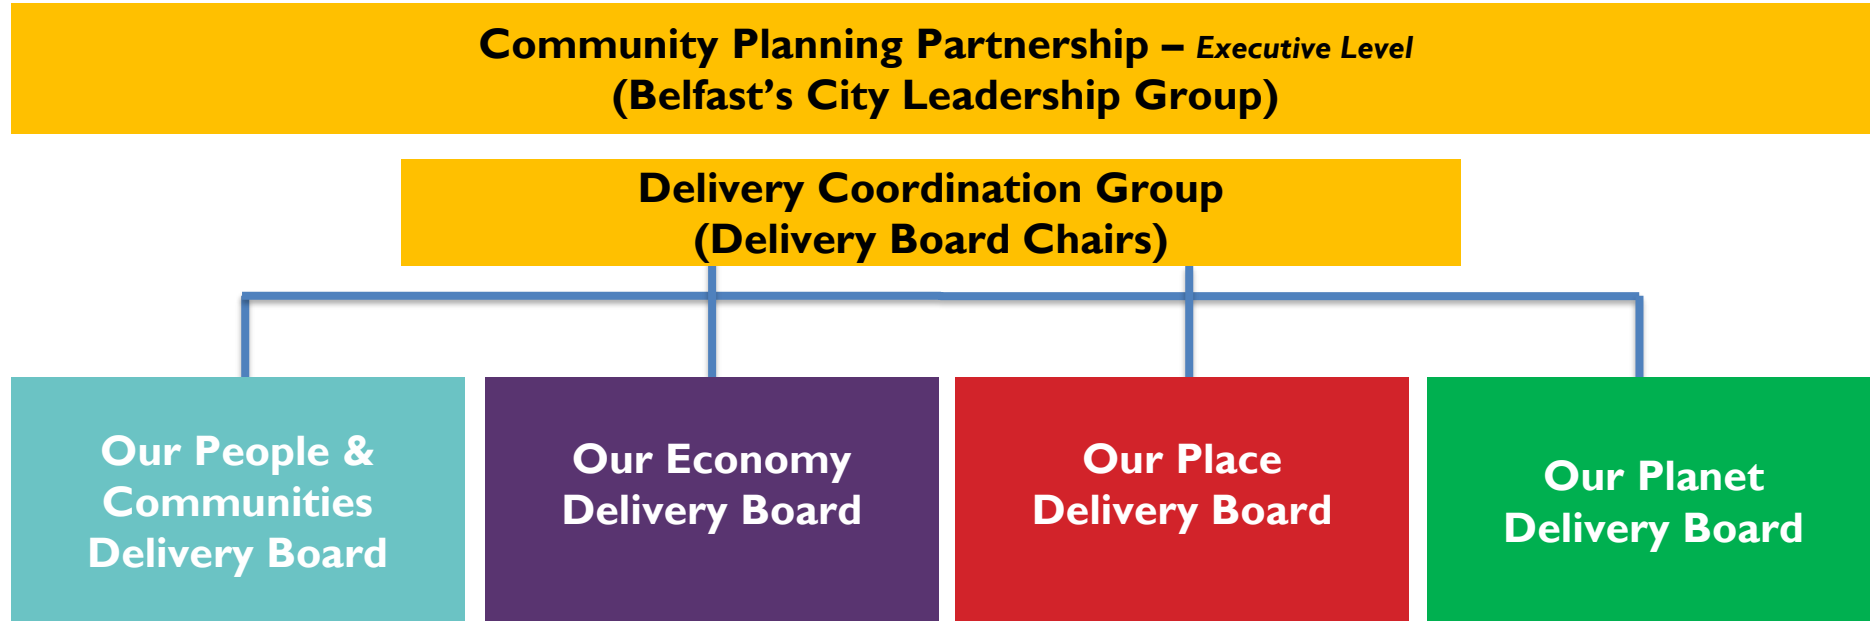 Community Planning Partnership – Executive Level
(Belfast’s City Leadership Group)
Delivery Coordination Group
(Delivery Board Chairs)
Our People &
Communities
Delivery Board
Our Economy
Delivery Board
Our Place
Delivery Board
Our Planet
Delivery Board